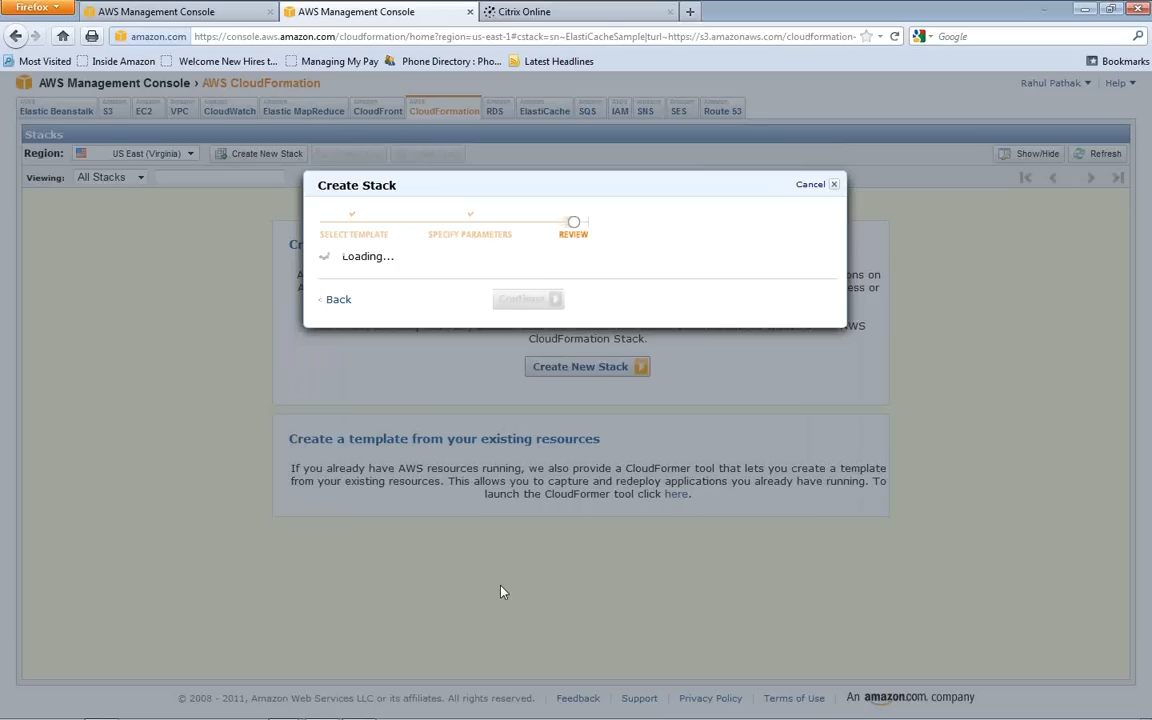 Firefox
AWS Management Console
AWS Management Console
Citrix Online
amazon.com
https://console.aws.amazon.com/cloudformation/home?region=us-east-1#cstack=sn~ElastiCacheSample|turl~https://s3.amazonaws.com/cloudformation-
Google
Most Visited
Inside Amazon
Welcome New Hires t...
Managing My Pay
Phone Directory : Pho...
Latest Headlines
Bookmarks
AWS Management Console › AWS CloudFormation
Rahul Pathak
Help
Elastic Beanstalk
S3
EC2
VPC
CloudWatch
Elastic MapReduce
CloudFront
CloudFormation
RDS
ElastiCache
SQS
IAM
SNS
SES
Route 53
Stacks
Region:
US East (Virginia)
Create New Stack
Show/Hide
Refresh
Viewing:
All Stacks
Create Stack
Cancel
SELECT TEMPLATE
SPECIFY PARAMETERS
REVIEW
Loading...
‹ Back
Continue
ons on
ess or
WS
CloudFormation Stack.
Create New Stack
Create a template from your existing resources
If you already have AWS resources running, we also provide a CloudFormer tool that lets you create a template
from your existing resources. This allows you to capture and redeploy applications you already have running. To
launch the CloudFormer tool click here.
© 2008 - 2011, Amazon Web Services LLC or its affiliates. All rights reserved.
Feedback
Support
Privacy Policy
Terms of Use
An amazon.com. company